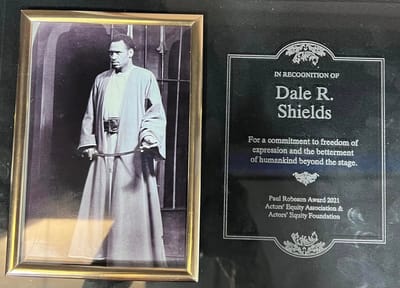 IN RECOGNITION OF
Dale R.
Shields
For a commitment to freedom of
expression and the betterment
of humankind beyond the stage.
Paul Robeson Award 2021
Actors' Equity Association &
Actors' Equity Foundation